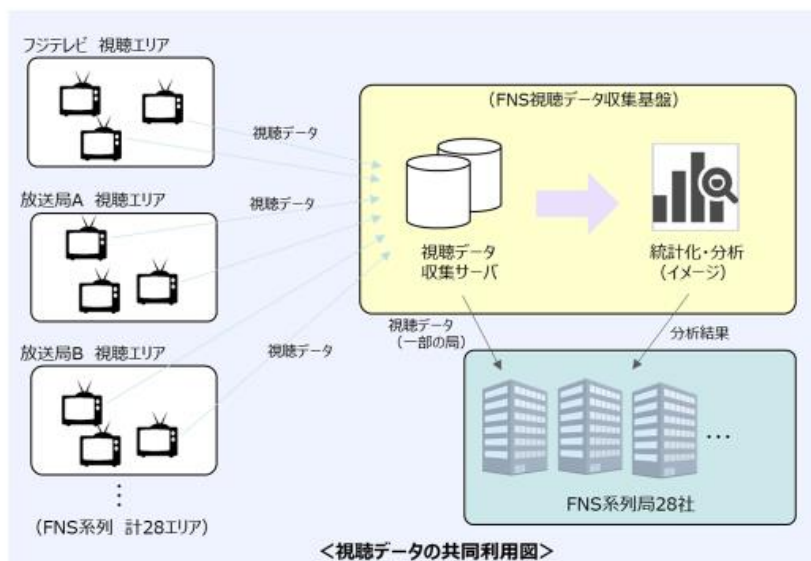 フジテレビ 視聴エリア
視聴データ
放送局A 視聴エリア
視聴データ
放送局B 視聴エリア
視聴データ
︙
(FNS系列 計28エリア)
(FNS視聴データ収集基盤)
視聴データ
収集サーバ
統計化・分析
(イメージ)
視聴データ
(一部の局)
分析結果
…
FNS系列局28社
<視聴データの共同利用図>